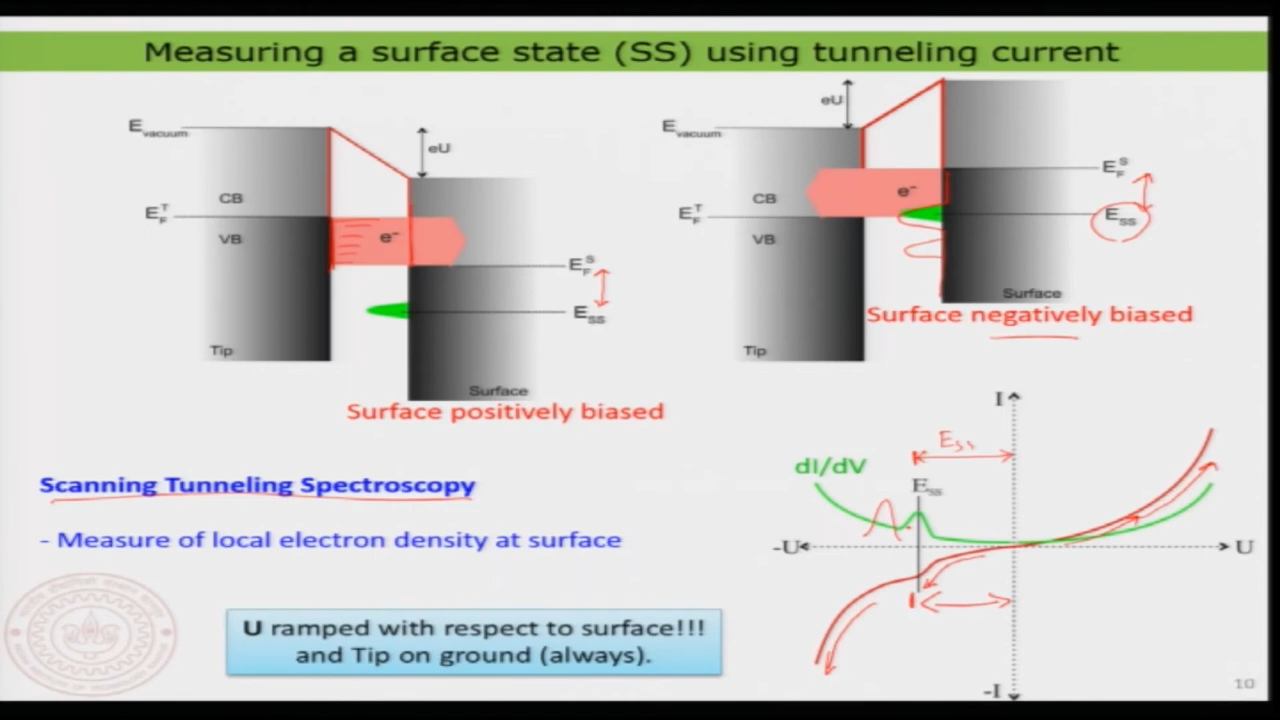 Measuring a surface state (SS) using tunneling current
E vacuum
eU
CB
E_F^T
VB
e⁻
E_F^S
E_SS
Tip
Surface
Surface positively biased
eU
E vacuum
E_F^S
CB
e⁻
E_F^T
E_SS
VB
Surface
Tip
Surface negatively biased
Scanning Tunneling Spectroscopy
- Measure of local electron density at surface
U ramped with respect to surface!!!
and Tip on ground (always).
I
E_SS
dI/dV
E_SS
-U
U
-I
10